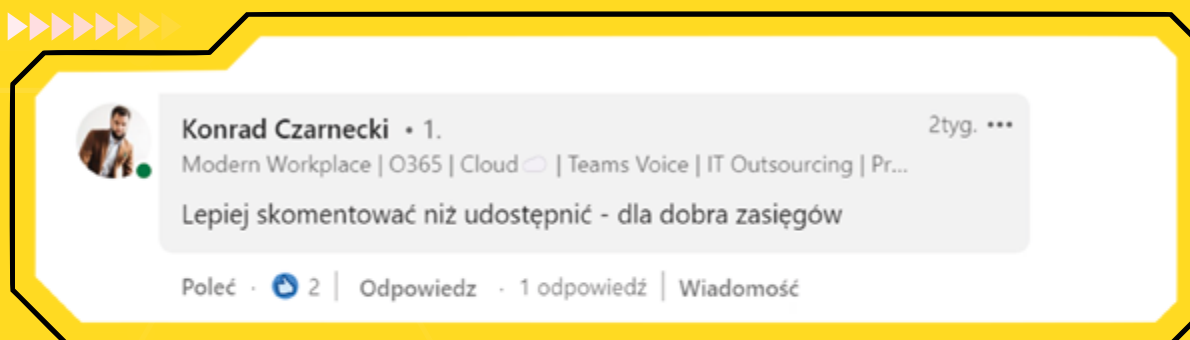 Konrad Czarnecki • 1.
2tyg. •••
Modern Workplace | O365 | Cloud☁ | Teams Voice | IT Outsourcing | Pr...
Lepiej skomentować niż udostępnić - dla dobra zasięgów
Poleć · 2 | Odpowiedz · 1 odpowiedź | Wiadomość